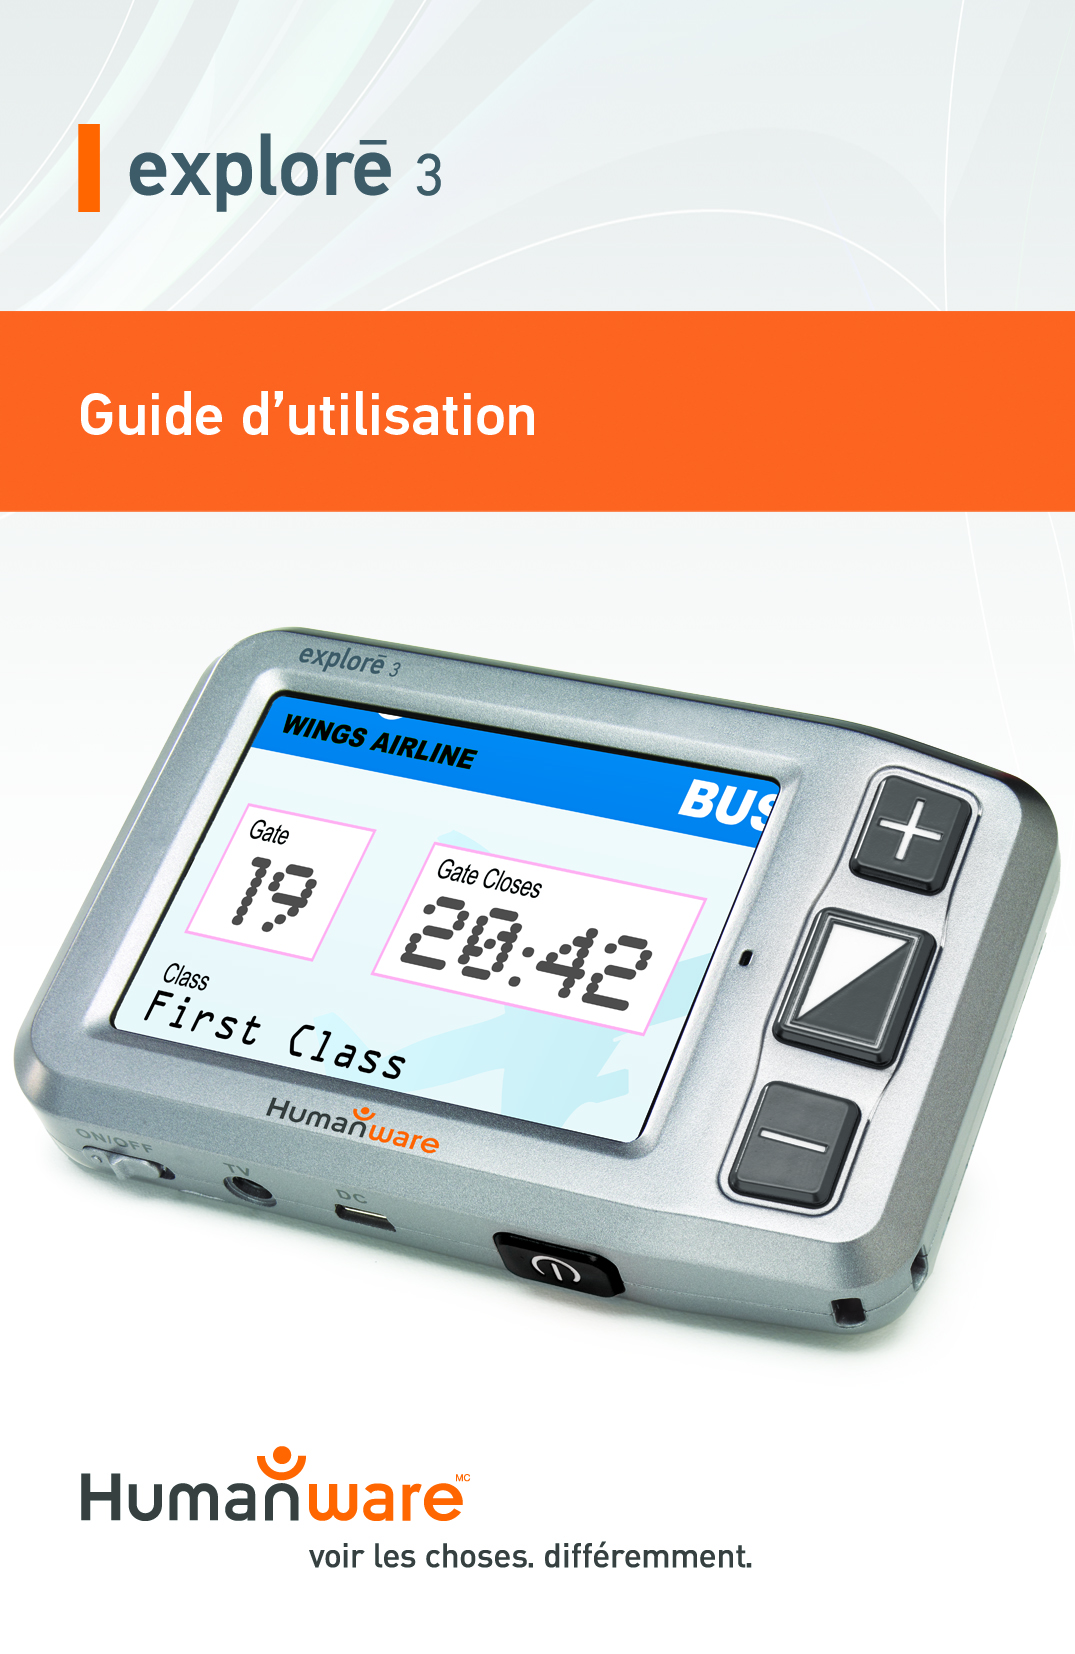 explorē 3
Guide d’utilisation
explorē 3
WINGS AIRLINE
BUS
Gate
19
Gate Closes
20:42
Class
First Class
Humanware
ON/OFF
TV
DC
Humanware MC
voir les choses. différemment.